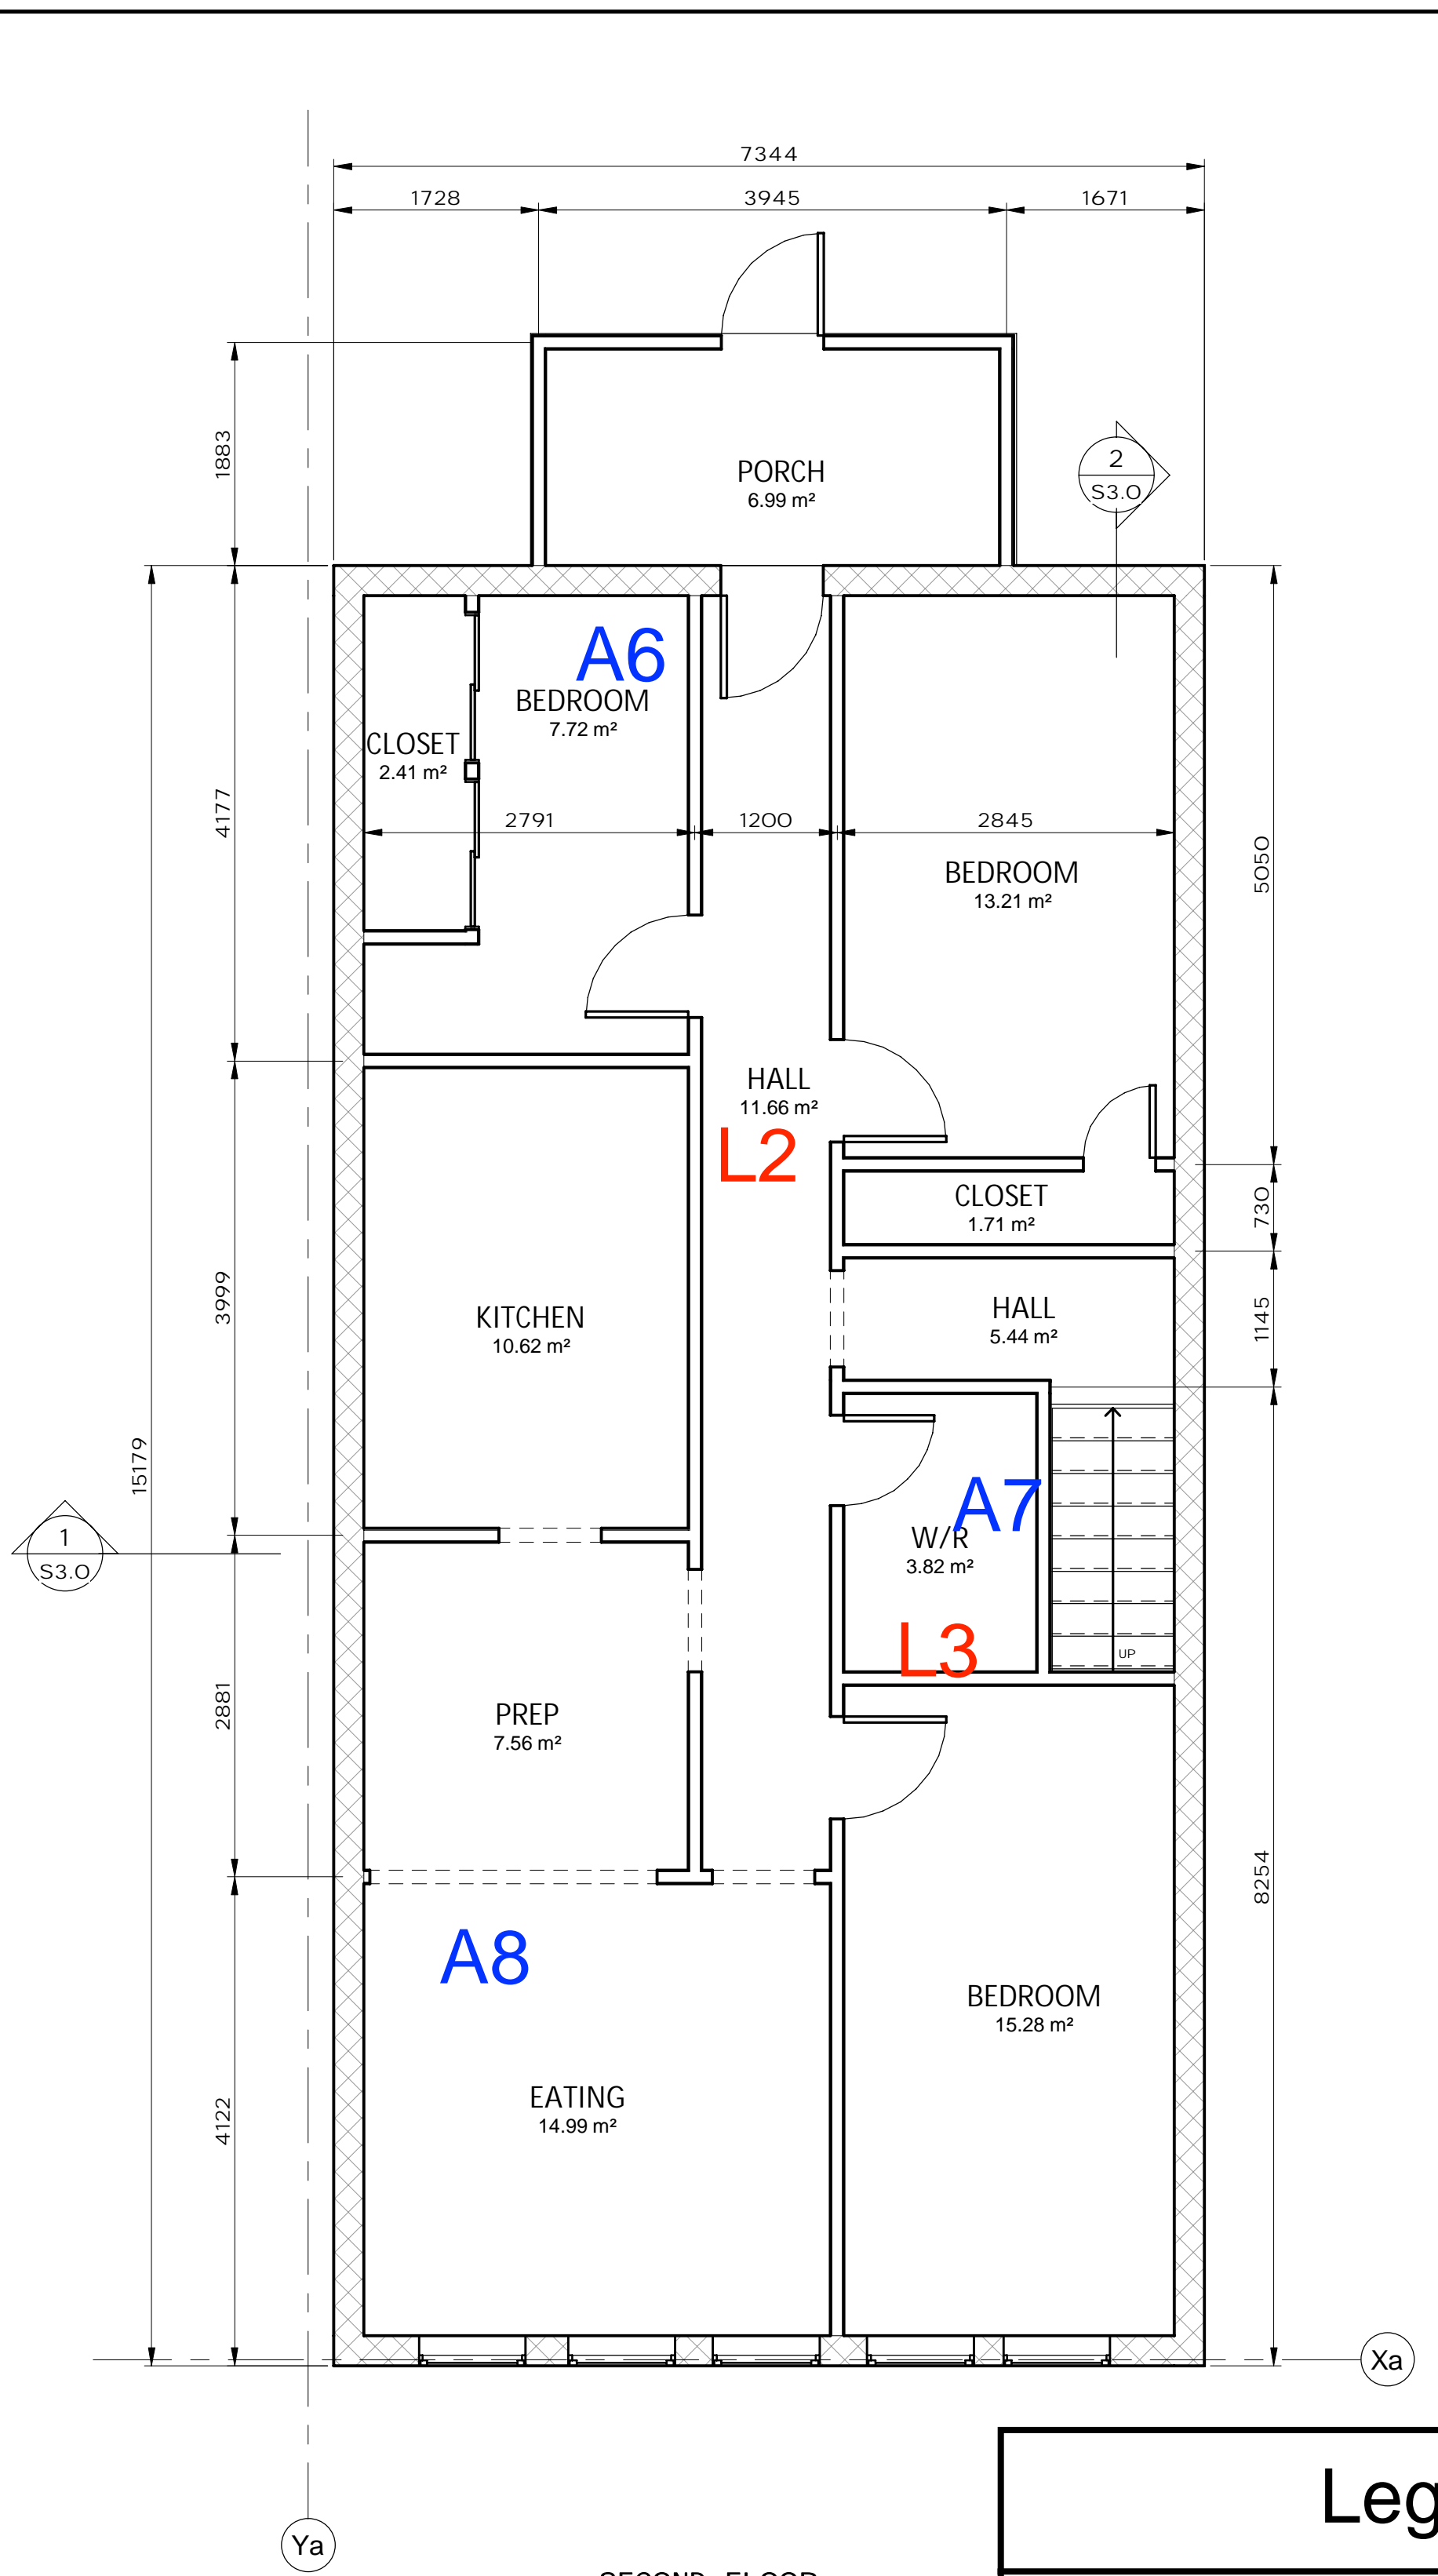 7344
1728 3945 1671
1883
PORCH
6.99 m²
2
S3.0
A6
BEDROOM
7.72 m²
CLOSET
2.41 m²
4177
2791 1200 2845
BEDROOM
13.21 m²
5050
HALL
11.66 m²
L2
CLOSET
1.71 m²
730
3999
KITCHEN
10.62 m²
HALL
5.44 m²
1145
15179
1
S3.0
A7
W/R
3.82 m²
L3
UP
2881
PREP
7.56 m²
8254
A8
BEDROOM
15.28 m²
EATING
14.99 m²
4122
Xa
Leg
Ya
SECOND FLOOR